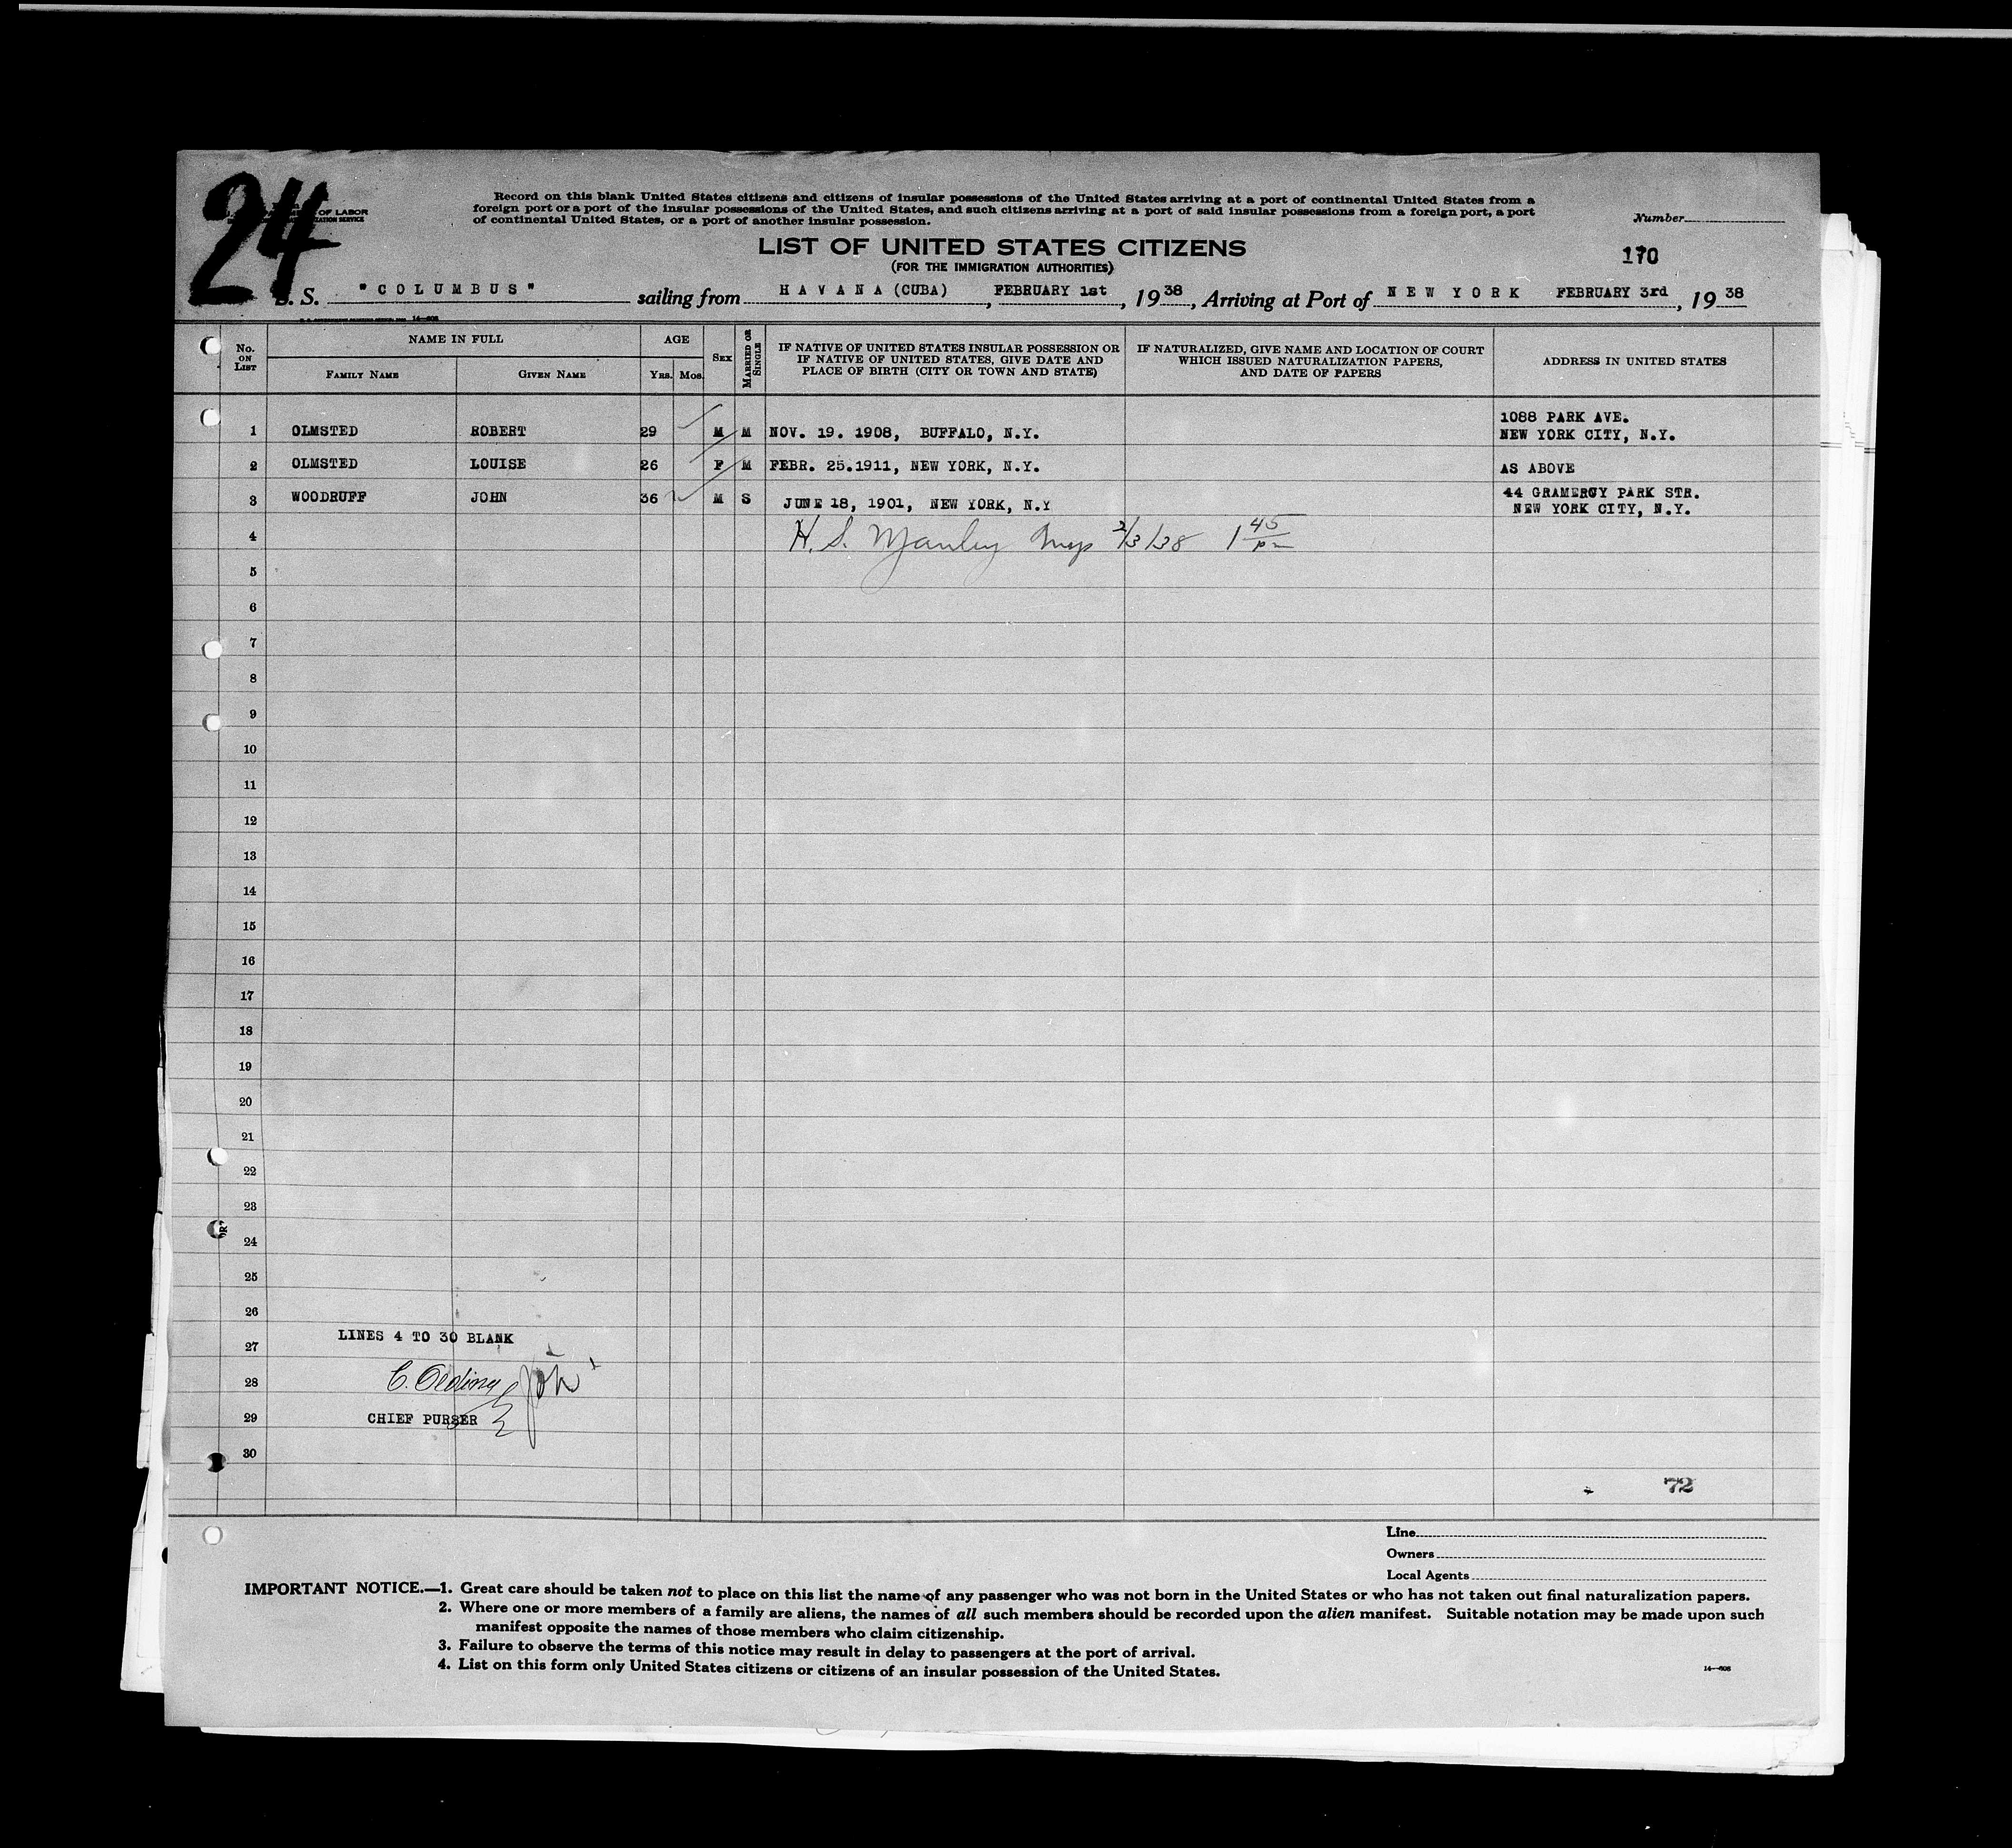 24
OF LABOR
Record on this blank United States citizens and citizens of insular possessions of the United States arriving at a port of continental United States from a
foreign port or a port of the insular possessions of the United States, and such citizens arriving at a port of said insular possessions from a foreign port, a port
of continental United States, or a port of another insular possession.
Number
LIST OF UNITED STATES CITIZENS
(FOR THE IMMIGRATION AUTHORITIES)
170
S. S. "COLUMBUS" sailing from HAVANA (CUBA), FEBRUARY 1st, 1938, Arriving at Port of NEW YORK FEBRUARY 3rd, 1938
No. ON LIST
NAME IN FULL
FAMILY NAME
GIVEN NAME
AGE
YRS. MOS.
SEX
MARRIED OR SINGLE
IF NATIVE OF UNITED STATES INSULAR POSSESSION OR
IF NATIVE OF UNITED STATES, GIVE DATE AND
PLACE OF BIRTH (CITY OR TOWN AND STATE)
IF NATURALIZED, GIVE NAME AND LOCATION OF COURT
WHICH ISSUED NATURALIZATION PAPERS,
AND DATE OF PAPERS
ADDRESS IN UNITED STATES
1 OLMSTED ROBERT 29 M M NOV. 19. 1908, BUFFALO, N.Y. 1088 PARK AVE.
NEW YORK CITY, N.Y.
2 OLMSTED LOUISE 26 F M FEBR. 25.1911, NEW YORK, N.Y. AS ABOVE
3 WOODRUFF JOHN 36 M S JUNE 18, 1901, NEW YORK, N.Y 44 GRAMERCY PARK STR.
NEW YORK CITY, N.Y.
4 H. S. Manley 2/3/38 1 45 pm
5
6
7
8
9
10
11
12
13
14
15
16
17
18
19
20
21
22
23
24
25
26
LINES 4 TO 30 BLANK
27
28
CHIEF PURSER
29
30
72
Line
Owners
Local Agents
IMPORTANT NOTICE.—1. Great care should be taken not to place on this list the name of any passenger who was not born in the United States or who has not taken out final naturalization papers.
2. Where one or more members of a family are aliens, the names of all such members should be recorded upon the alien manifest. Suitable notation may be made upon such
manifest opposite the names of those members who claim citizenship.
3. Failure to observe the terms of this notice may result in delay to passengers at the port of arrival.
4. List on this form only United States citizens or citizens of an insular possession of the United States.
14—608